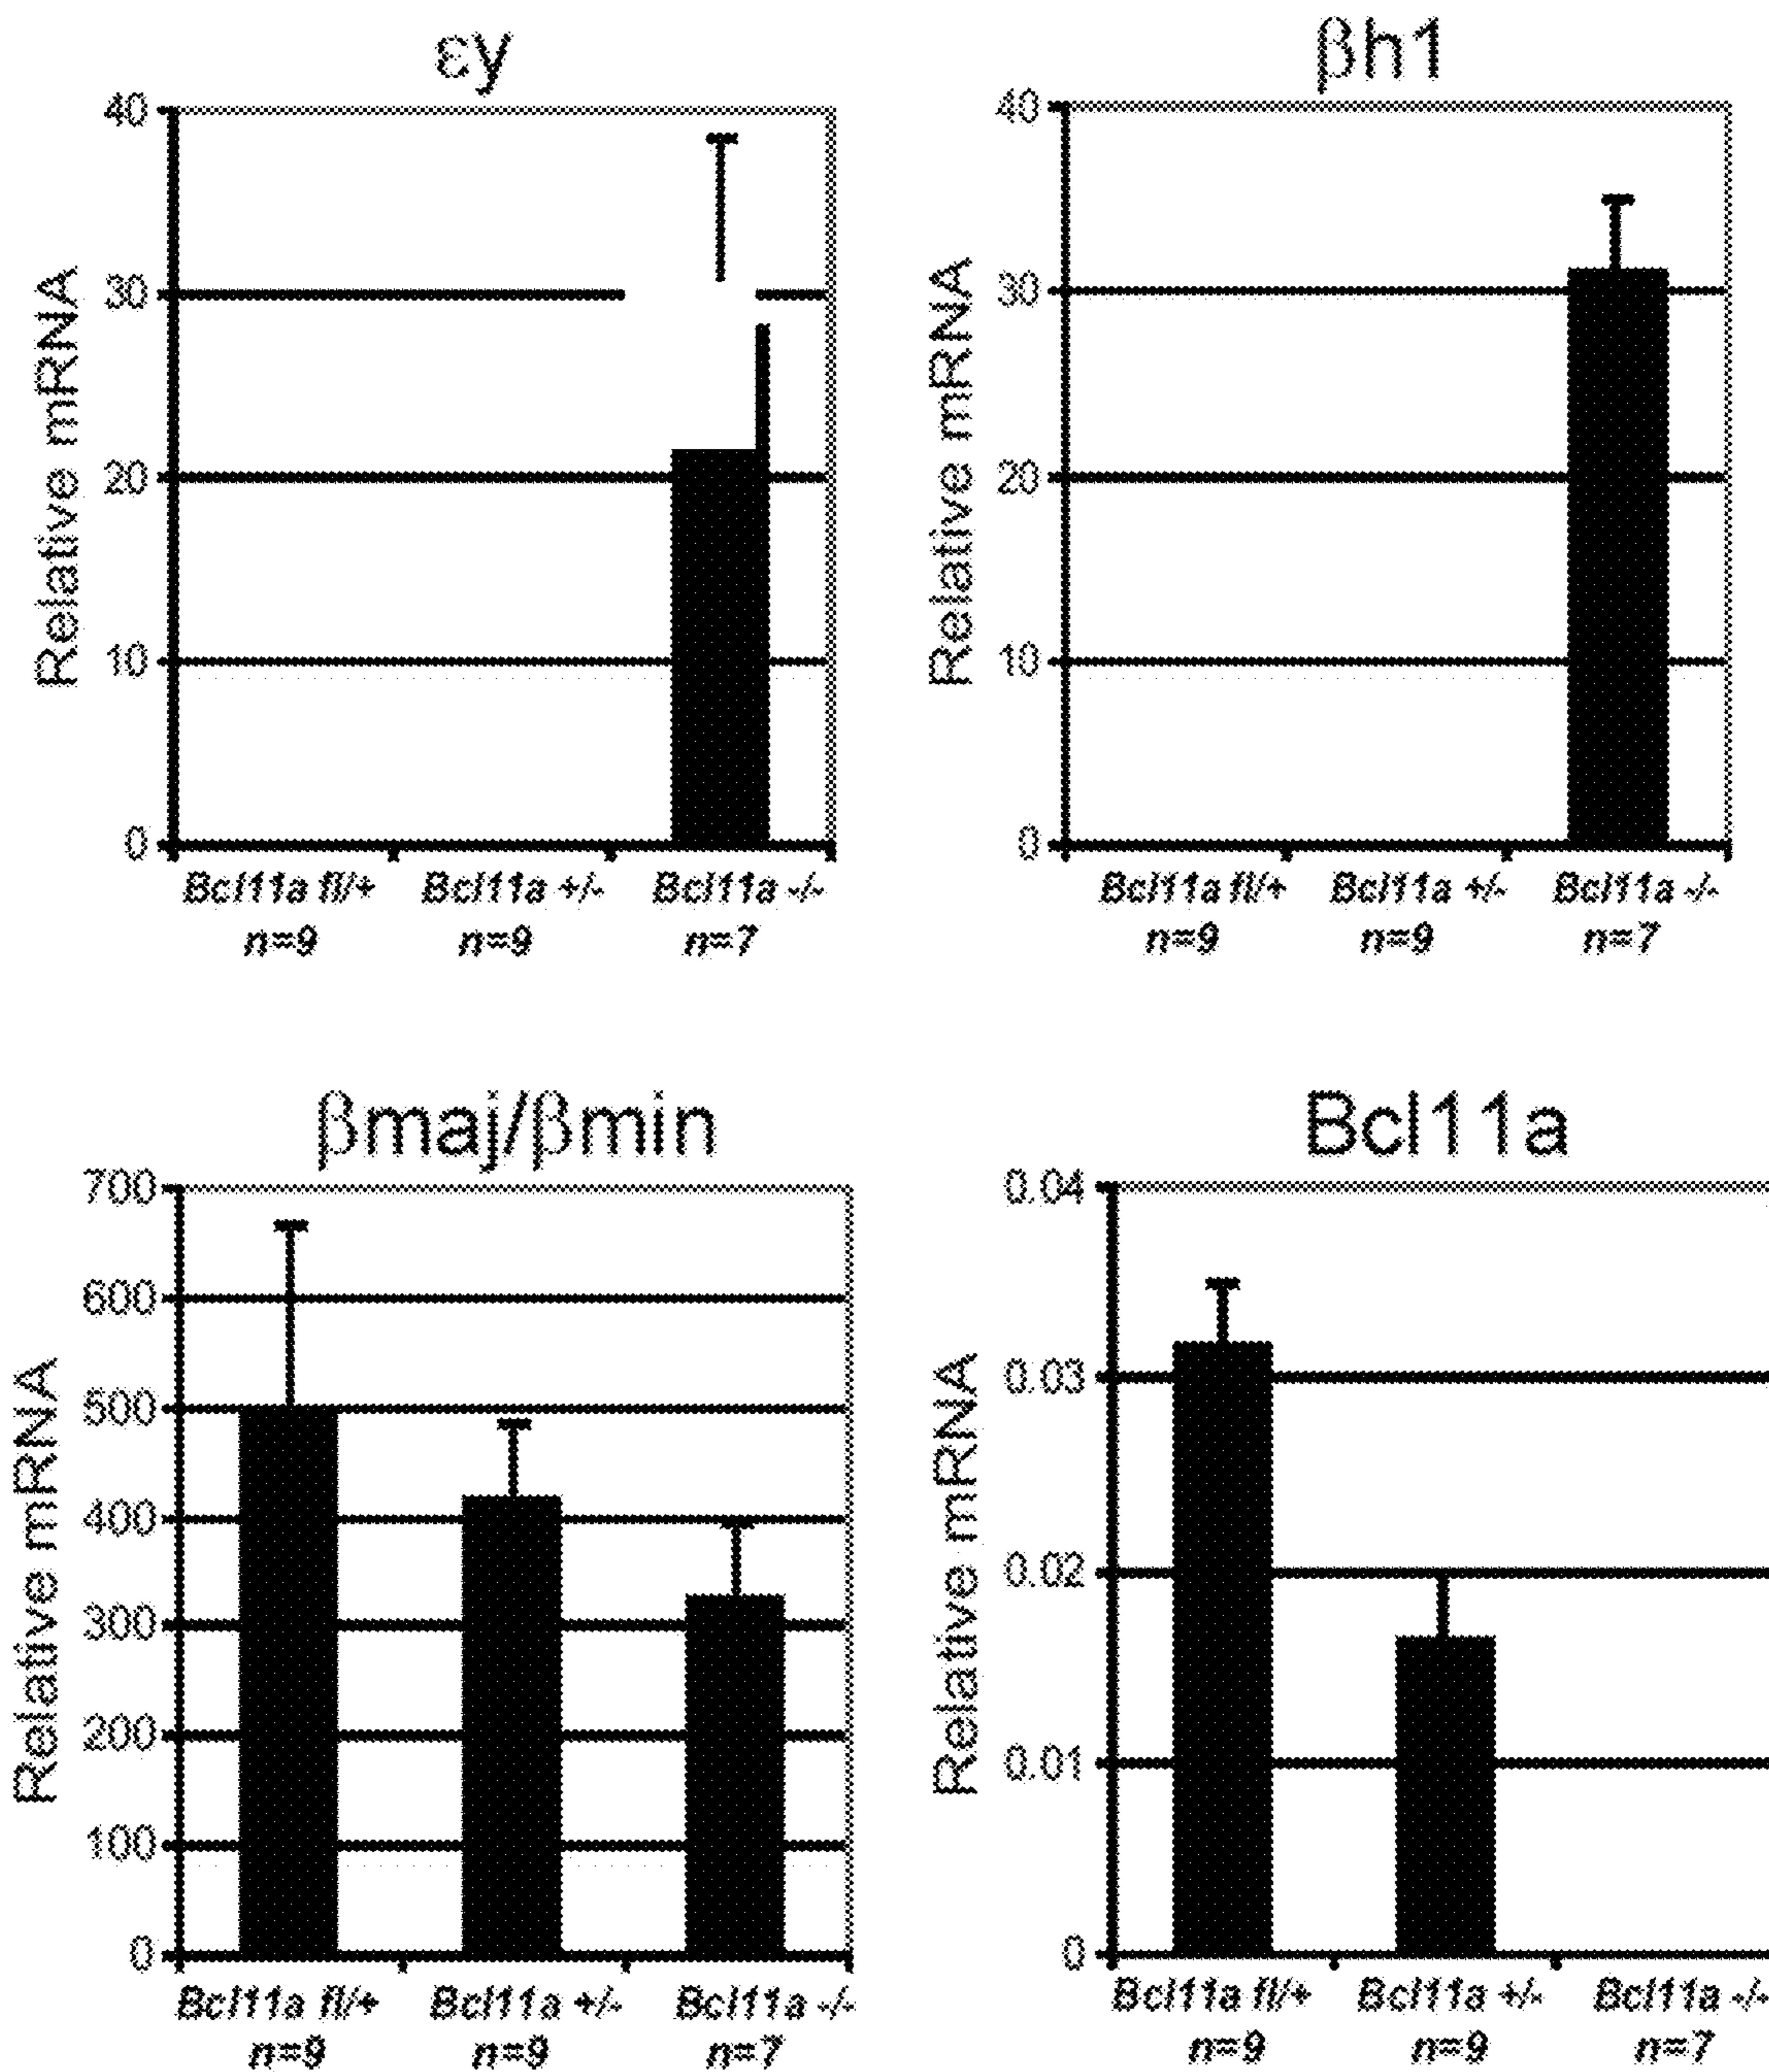 εy
Relative mRNA
40
30
20
10
0
Bcl11a fl/+ Bcl11a +/- Bcl11a -/-
n=9 n=9 n=7
βh1
Relative mRNA
40
30
20
10
0
Bcl11a fl/+ Bcl11a +/- Bcl11a -/-
n=9 n=9 n=7
βmaj/βmin
Relative mRNA
700
600
500
400
300
200
100
0
Bcl11a fl/+ Bcl11a +/- Bcl11a -/-
n=9 n=9 n=7
Bcl11a
Relative mRNA
0.04
0.03
0.02
0.01
0
Bcl11a fl/+ Bcl11a +/- Bcl11a -/-
n=9 n=9 n=7